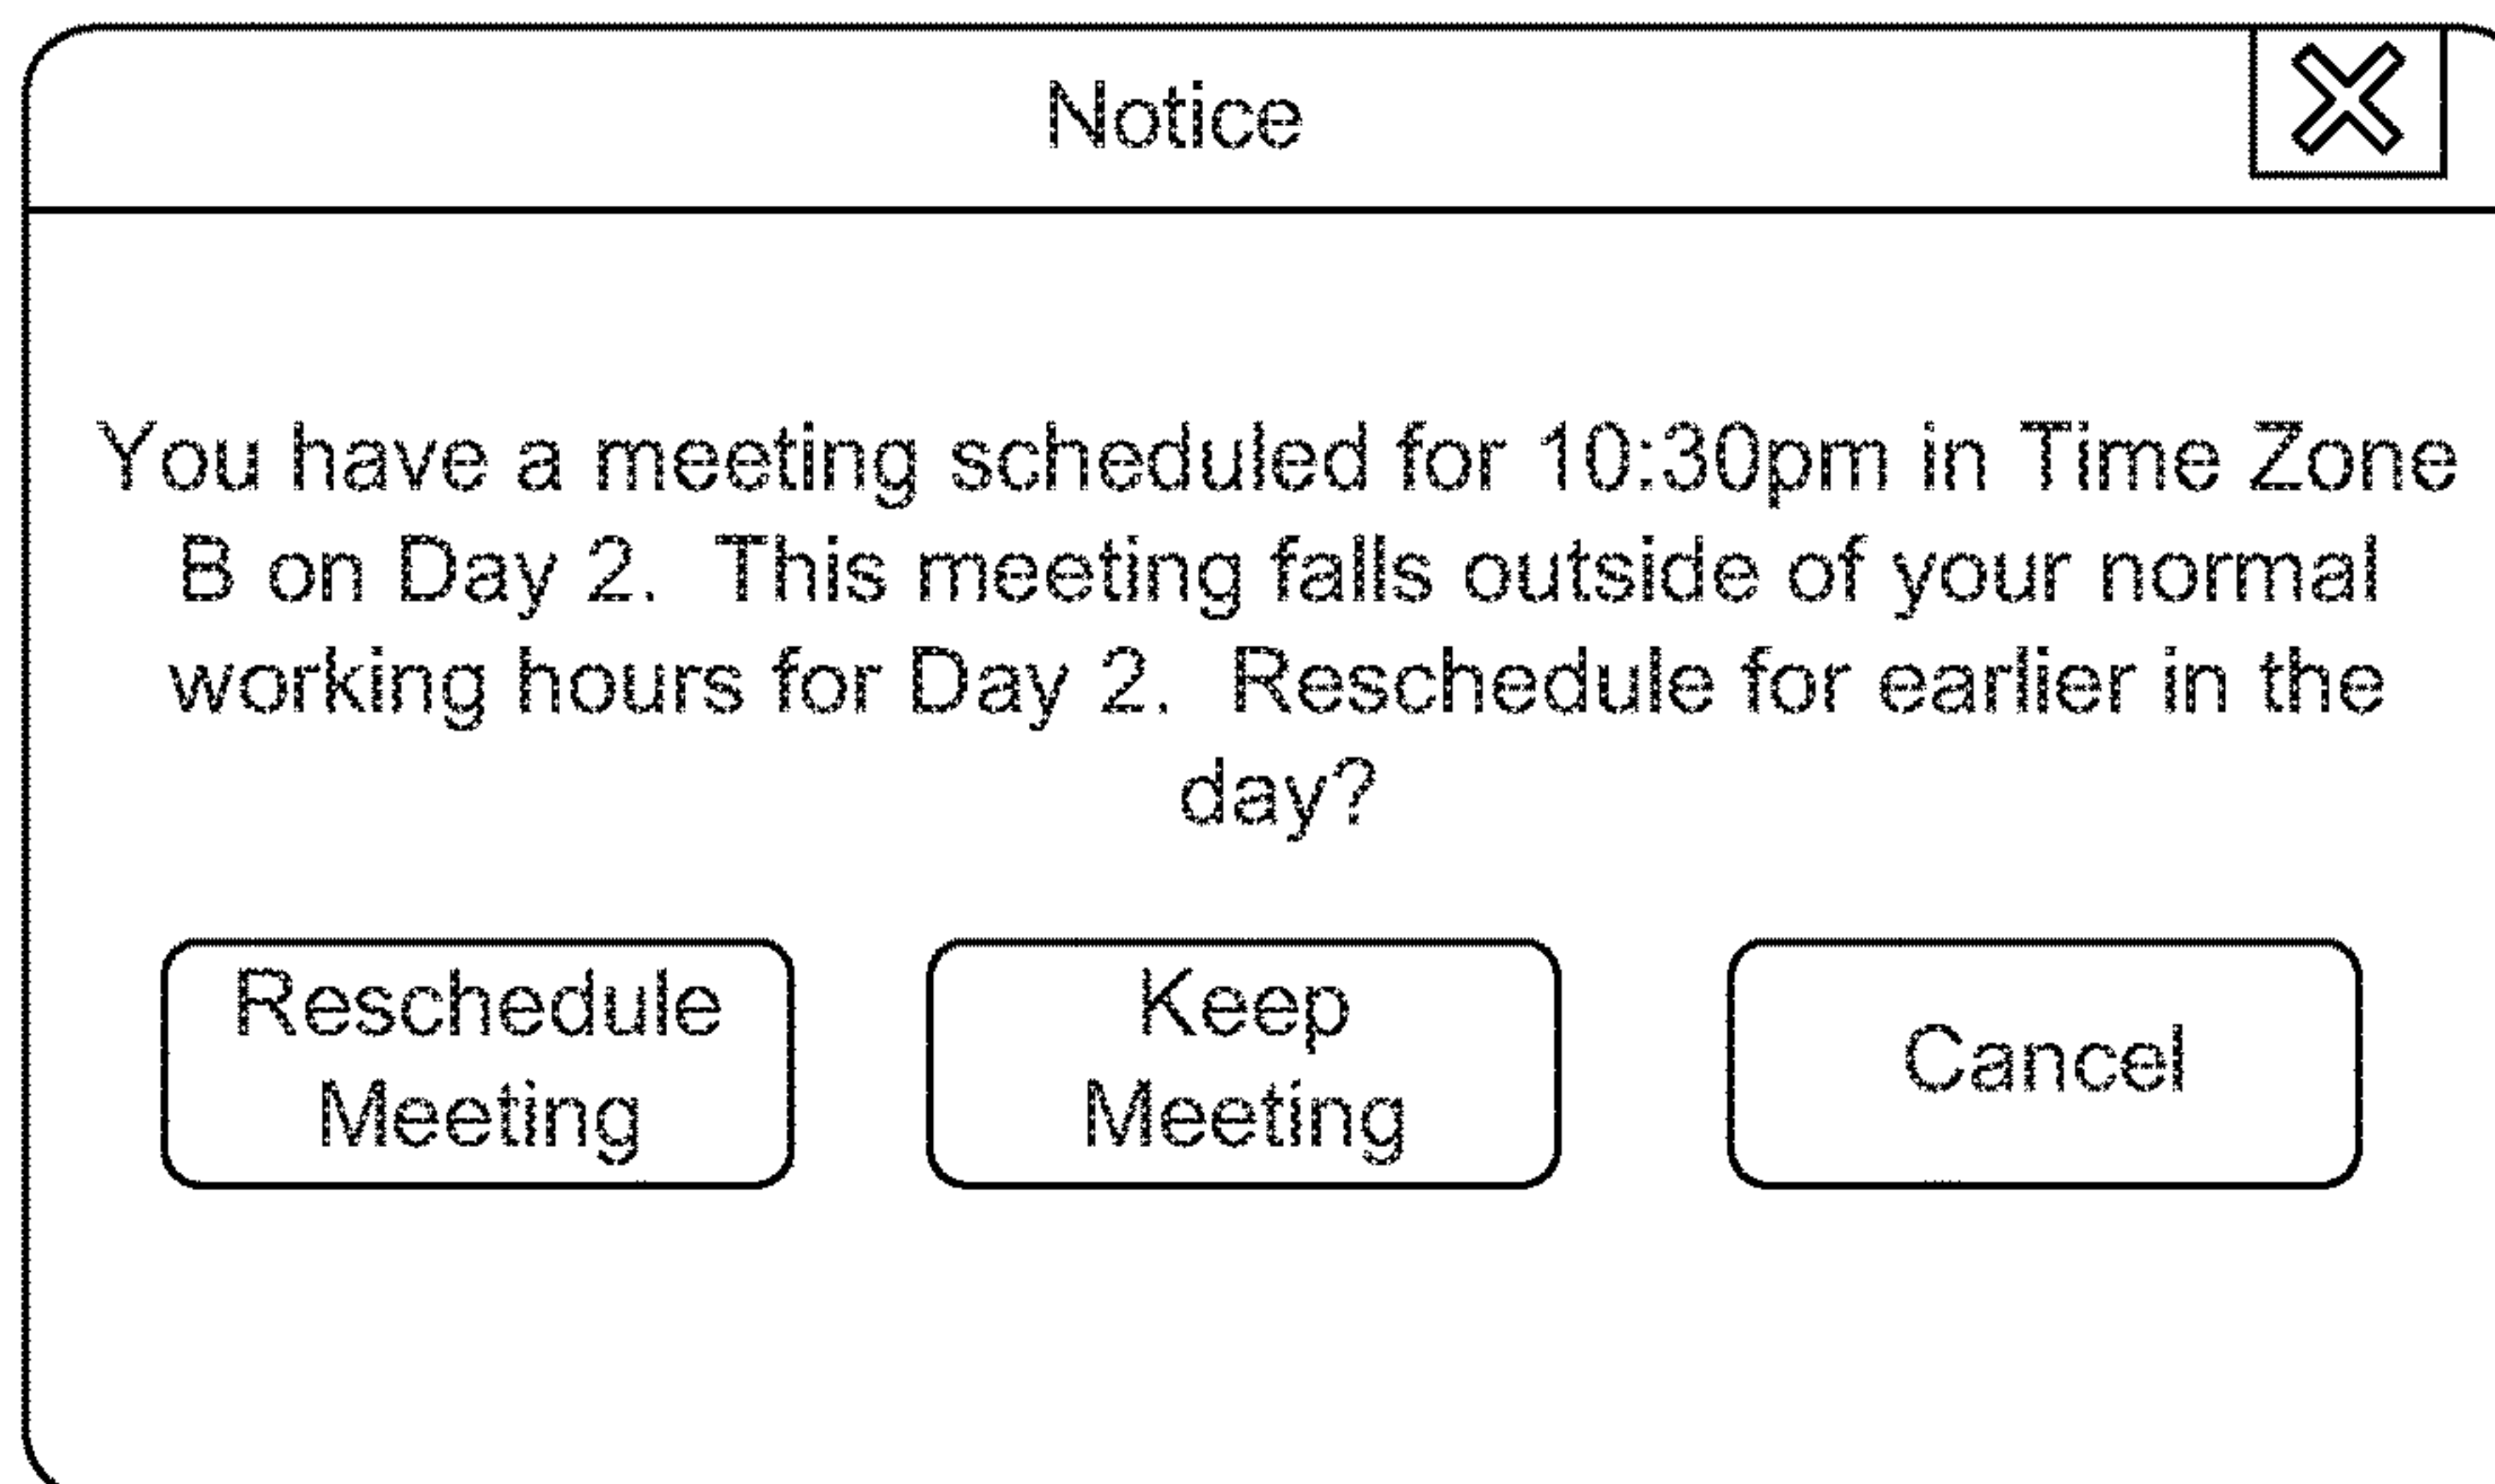 Notice
You have a meeting scheduled for 10:30pm in Time Zone
B on Day 2.  This meeting falls outside of your normal
working hours for Day 2.  Reschedule for earlier in the
day?
Reschedule
Meeting
Keep
Meeting
Cancel